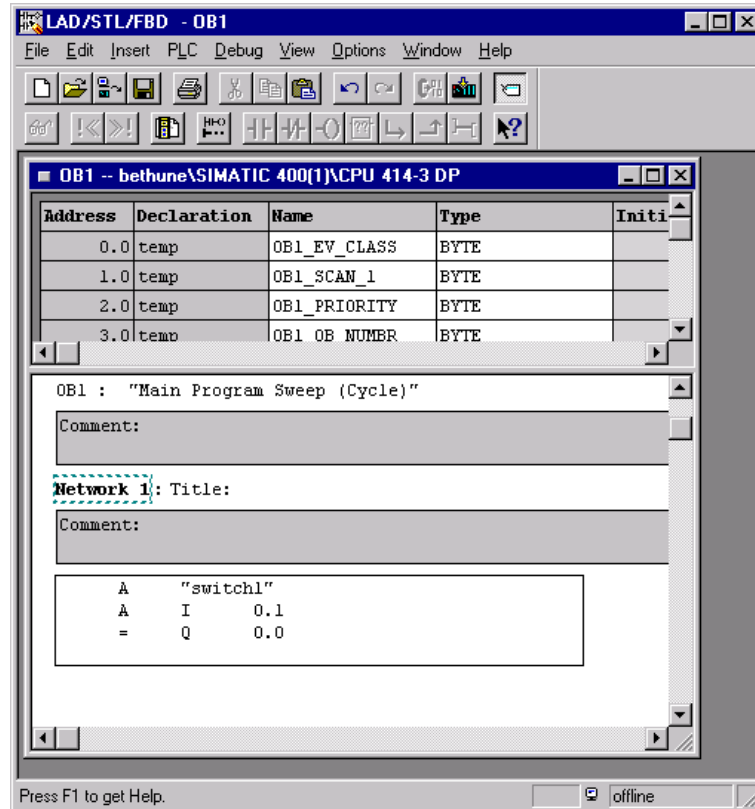 LAD/STL/FBD - OB1
File Edit Insert PLC Debug View Options Window Help
OB1 -- bethune\SIMATIC 400(1)\CPU 414-3 DP
Address Declaration Name Type Initi
0.0 temp OB1_EV_CLASS BYTE
1.0 temp OB1_SCAN_1 BYTE
2.0 temp OB1_PRIORITY BYTE
3.0 temp OB1_OB_NUMBR BYTE
OB1 : "Main Program Sweep (Cycle)"
Comment:
Network 1: Title:
Comment:
A "switch1"
A I 0.1
= Q 0.0
Press F1 to get Help. offline